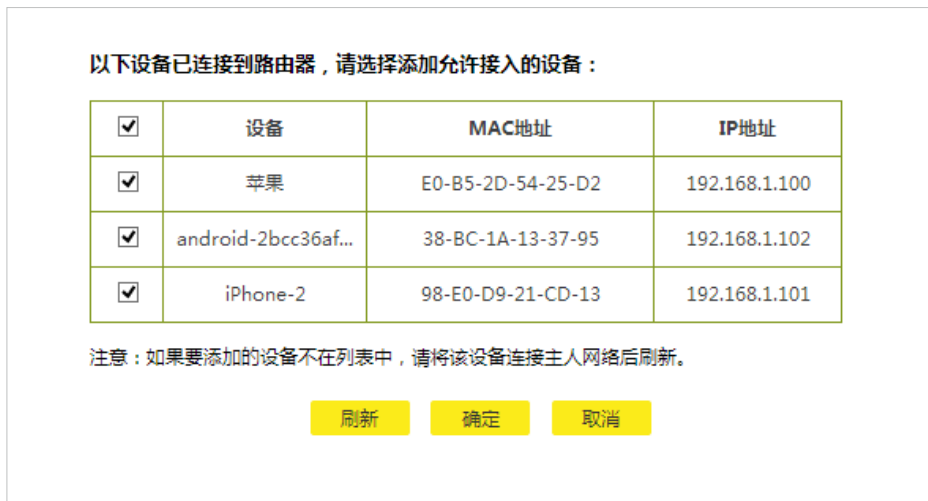 以下设备已连接到路由器，请选择添加允许接入的设备：
设备 MAC地址 IP地址
苹果 E0-B5-2D-54-25-D2 192.168.1.100
android-2bcc36af... 38-BC-1A-13-37-95 192.168.1.102
iPhone-2 98-E0-D9-21-CD-13 192.168.1.101
注意：如果要添加的设备不在列表中，请将该设备连接主人网络后刷新。
刷新 确定 取消